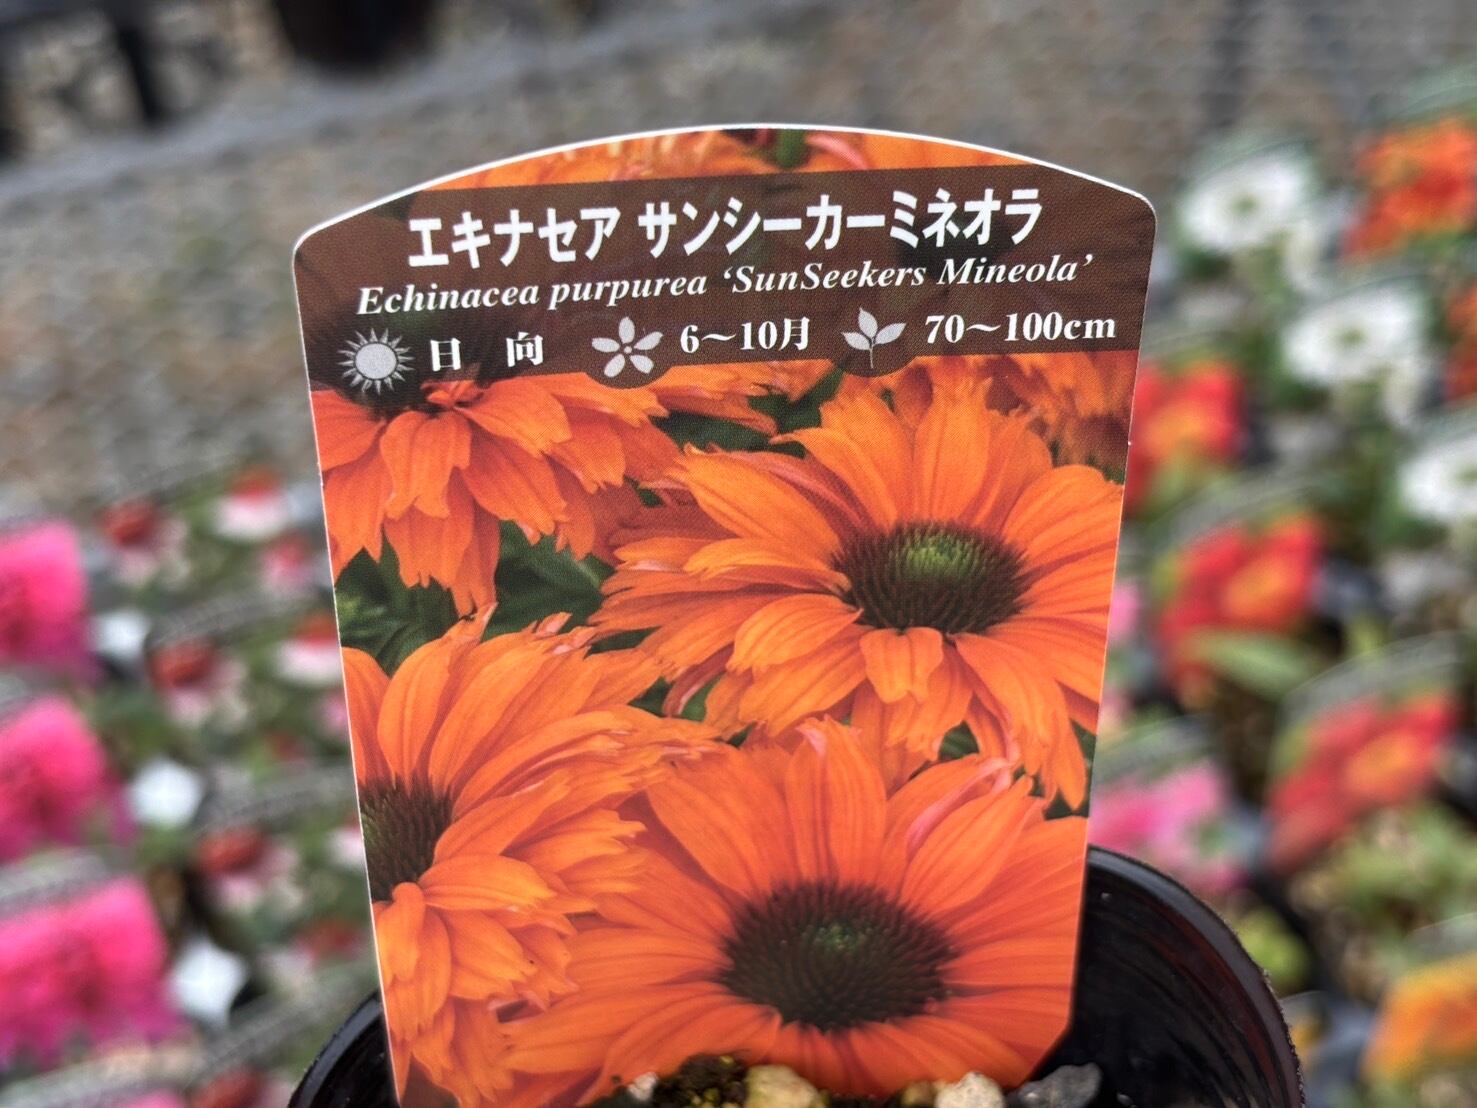 エキナセア サンシーカーミネオラ
Echinacea purpurea ‘SunSeekers Mineola’
日 向 6～10月 70～100cm